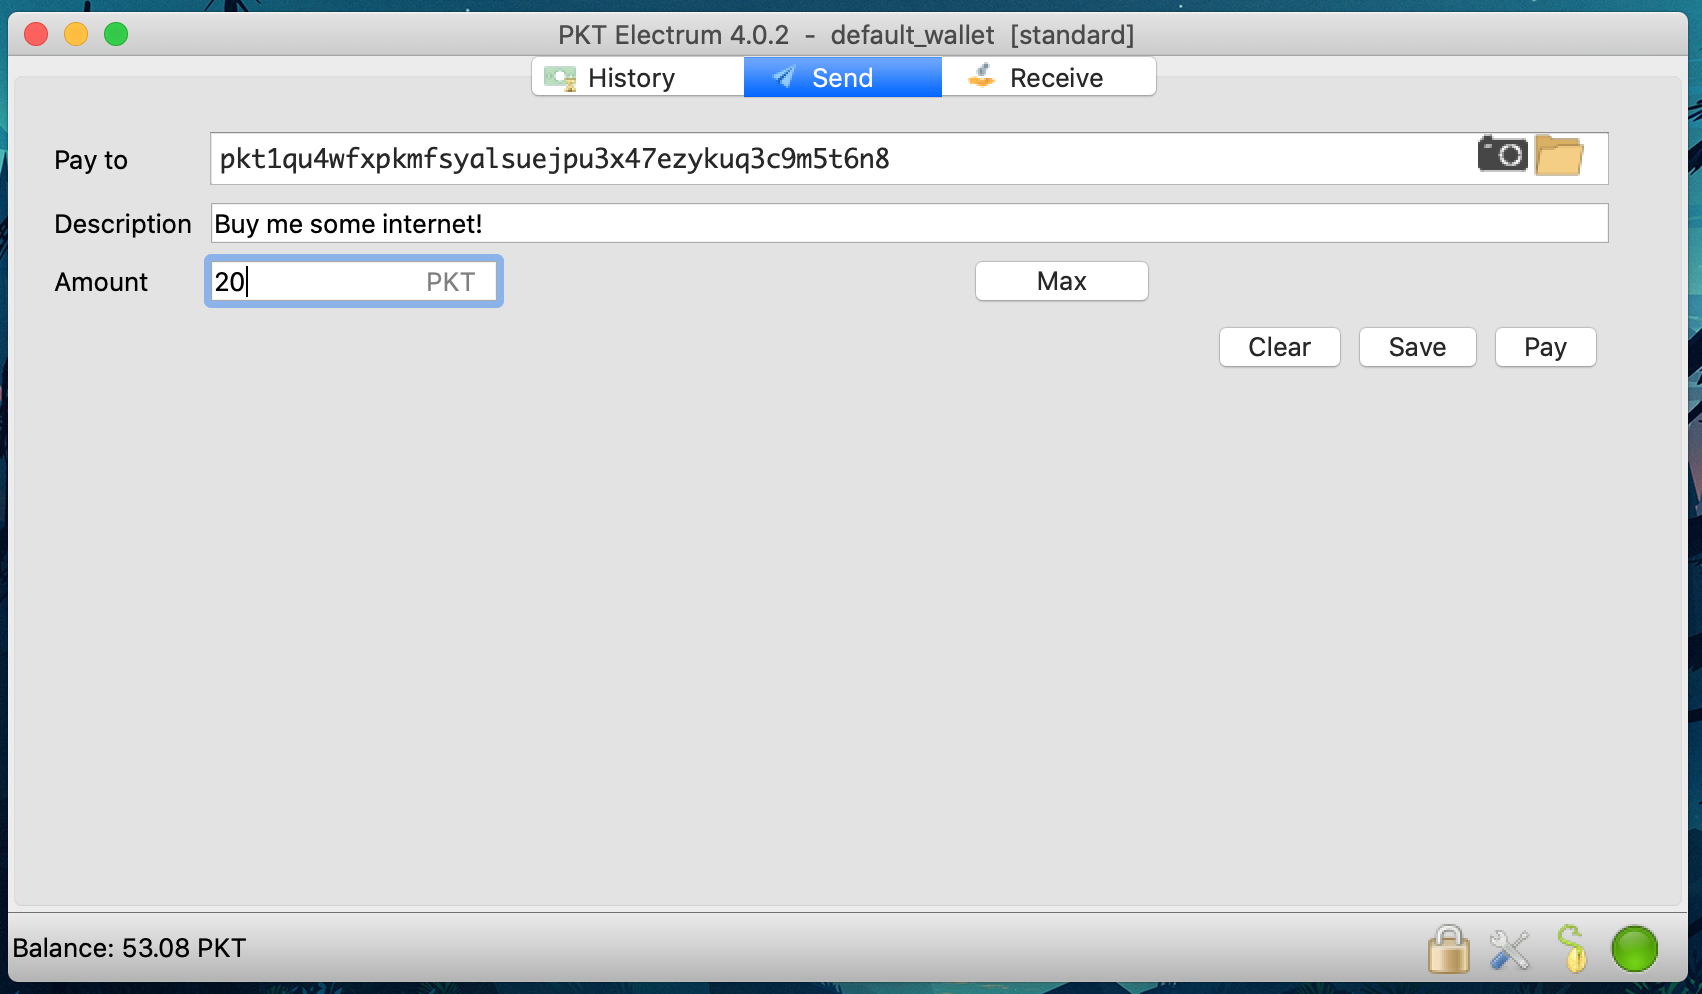 PKT Electrum 4.0.2 - default_wallet [standard]
History Send Receive
Pay to pkt1qu4wfxpkmfsyalsuejpu3x47ezykuq3c9m5t6n8
Description Buy me some internet!
Amount 20 PKT Max
Clear Save Pay
Balance: 53.08 PKT